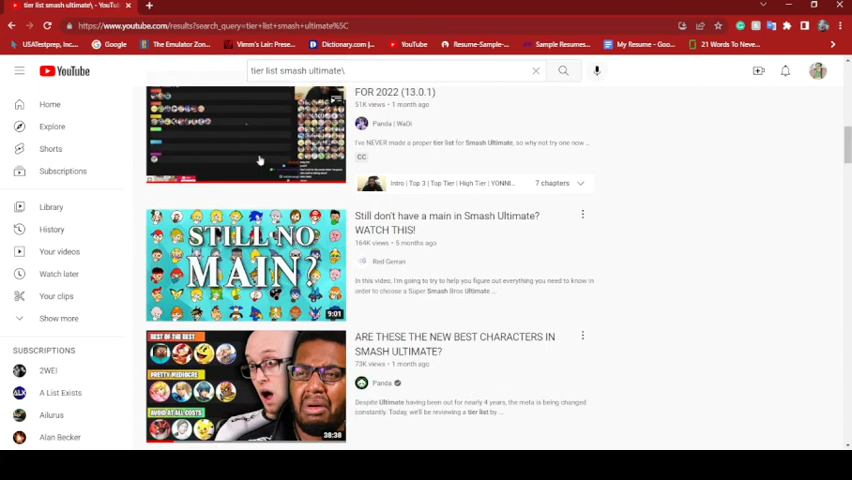 tier list smash ultimate\ - YouTu
https://www.youtube.com/results?search_query=tier+list+smash+ultimate%5C
USATestprep, Inc...
Google
The Emulator Zon...
Vimm's Lair: Prese...
Dictionary.com |...
YouTube
Resume-Sample-...
Sample Resumes...
My Resume - Goo...
21 Words To Neve...
YouTube
tier list smash ultimate\
Home
Explore
Shorts
Subscriptions
Library
History
Your videos
Watch later
Your clips
Show more
SUBSCRIPTIONS
2WEI
A List Exists
Ailurus
Alan Becker
FOR 2022 (13.0.1)
51K views • 1 month ago
Panda | WaDi
I've NEVER made a proper tier list for Smash Ultimate, so why not try one now ...
CC
Intro | Top 3 | Top Tier | High Tier | Y0NNI...
7 chapters
STILL NO
MAIN?
9:01
Still don't have a main in Smash Ultimate?
WATCH THIS!
164K views • 5 months ago
Red Gerran
In this video, I'm going to try to help you figure out everything you need to know in
order to choose a Super Smash Bros Ultimate ...
BEST OF THE BEST
PRETTY MEDIOCRE
AVOID AT ALL COSTS
38:38
ARE THESE THE NEW BEST CHARACTERS IN
SMASH ULTIMATE?
73K views • 1 month ago
Panda
Despite Ultimate having been out for nearly 4 years, the meta is being changed
constantly. Today, we'll be reviewing a tier list by ...